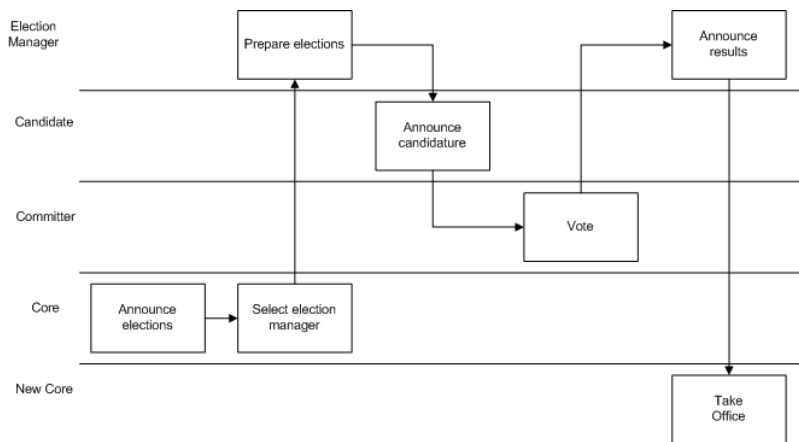 Election
Manager
Prepare elections
Announce
results
Candidate
Announce
candidature
Committer
Vote
Core
Announce
elections
Select election
manager
New Core
Take
Office